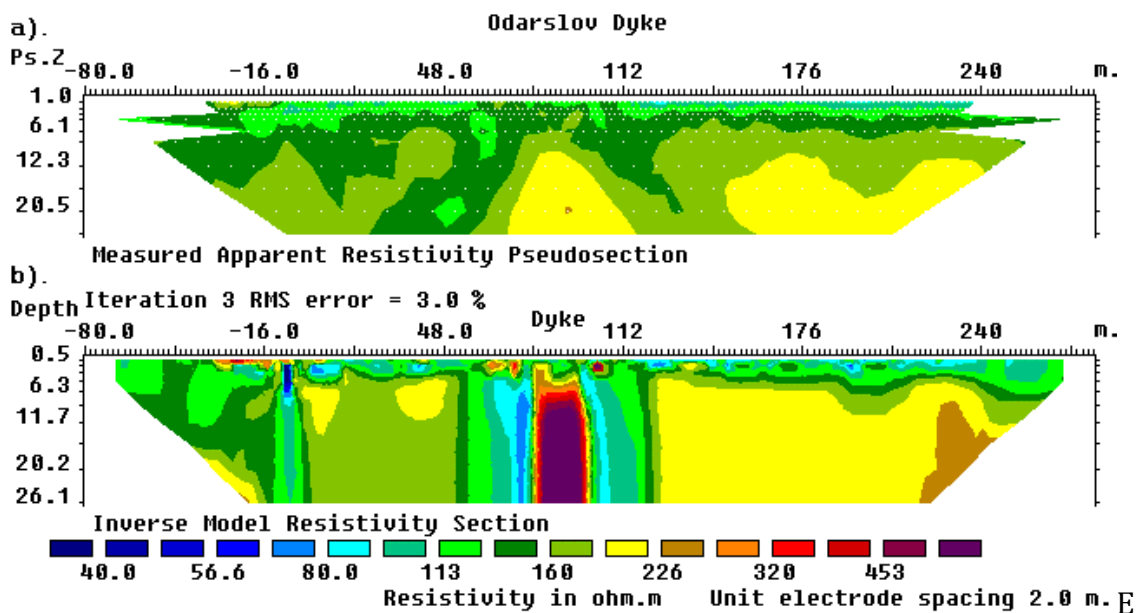 a).
Odarslov Dyke
Ps.Z -80.0 -16.0 48.0 112 176 240 m.
1.0
6.1
12.3
20.5
Measured Apparent Resistivity Pseudosection
b).
Depth Iteration 3 RMS error = 3.0 %
-80.0 -16.0 48.0 Dyke 112 176 240 m.
0.5
6.3
11.7
20.2
26.1
Inverse Model Resistivity Section
40.0 56.6 80.0 113 160 226 320 453
Resistivity in ohm.m Unit electrode spacing 2.0 m. E